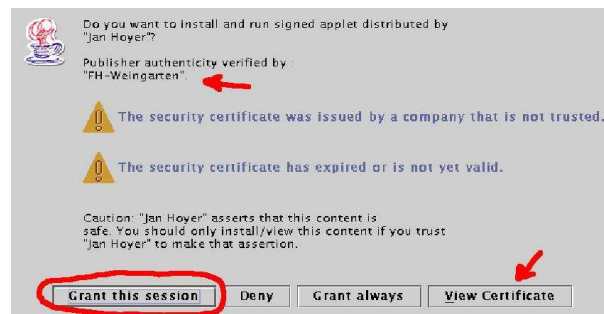 Do you want to install and run signed applet distributed by
"Jan Hoyer"?
Publisher authenticity verified by :
"FH-Weingarten".
The security certificate was issued by a company that is not trusted.
The security certificate has expired or is not yet valid.
Caution: "Jan Hoyer" asserts that this content is
safe. You should only install/view this content if you trust
"Jan Hoyer" to make that assertion.
Grant this session Deny Grant always View Certificate